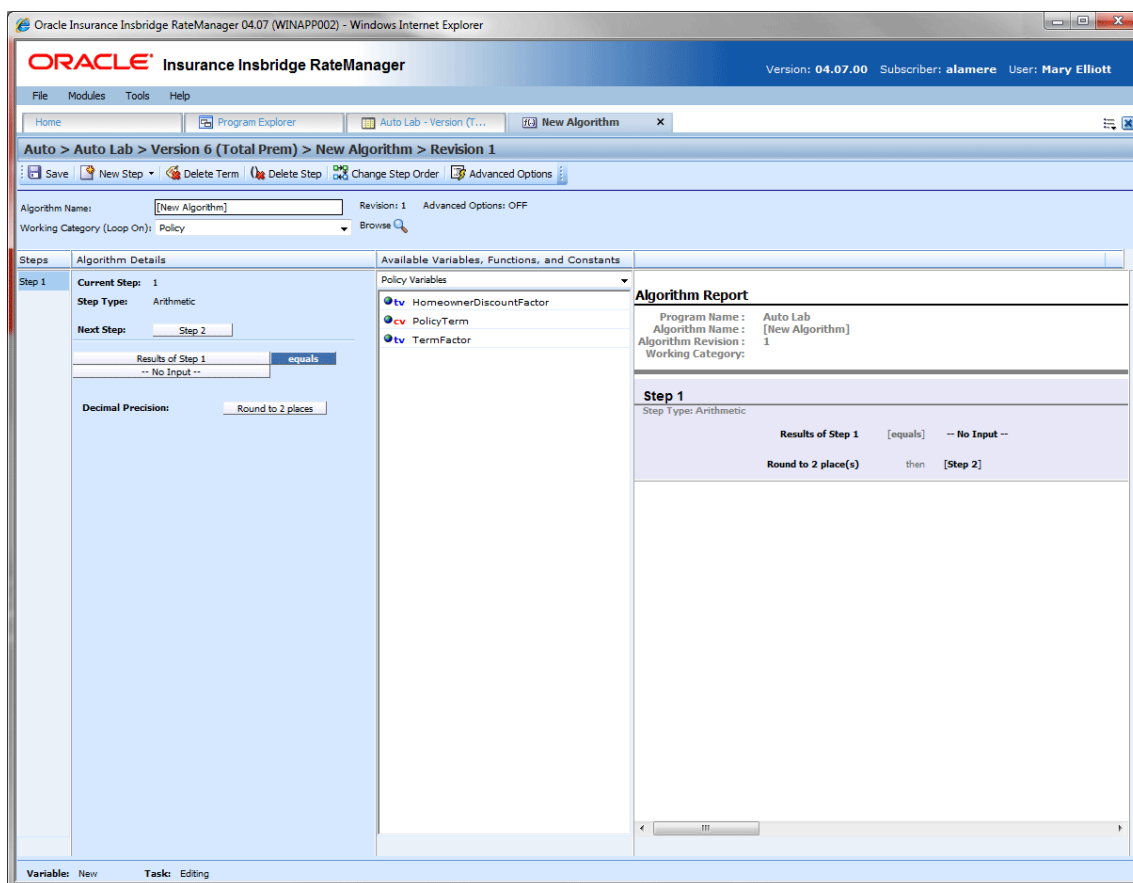 Oracle Insurance Insbridge RateManager 04.07 (WINAPP002) - Windows Internet Explorer
ORACLE Insurance Insbridge RateManager
Version: 04.07.00 Subscriber: alamere User: Mary Elliott
File Modules Tools Help
Home Program Explorer Auto Lab - Version (T... f(x) New Algorithm x
Auto > Auto Lab > Version 6 (Total Prem) > New Algorithm > Revision 1
Save New Step Delete Term Delete Step Change Step Order Advanced Options
Algorithm Name: [New Algorithm] Revision: 1 Advanced Options: OFF
Working Category (Loop On): Policy Browse
Steps Algorithm Details Available Variables, Functions, and Constants
Step 1
Current Step: 1
Step Type: Arithmetic
Next Step: Step 2
Results of Step 1 equals
-- No Input --
Decimal Precision: Round to 2 places
Policy Variables
tv HomeownerDiscountFactor
cv PolicyTerm
tv TermFactor
Algorithm Report
Program Name : Auto Lab
Algorithm Name : [New Algorithm]
Algorithm Revision : 1
Working Category:
Step 1
Step Type: Arithmetic
Results of Step 1 [equals] -- No Input --
Round to 2 place(s) then [Step 2]
Variable: New Task: Editing